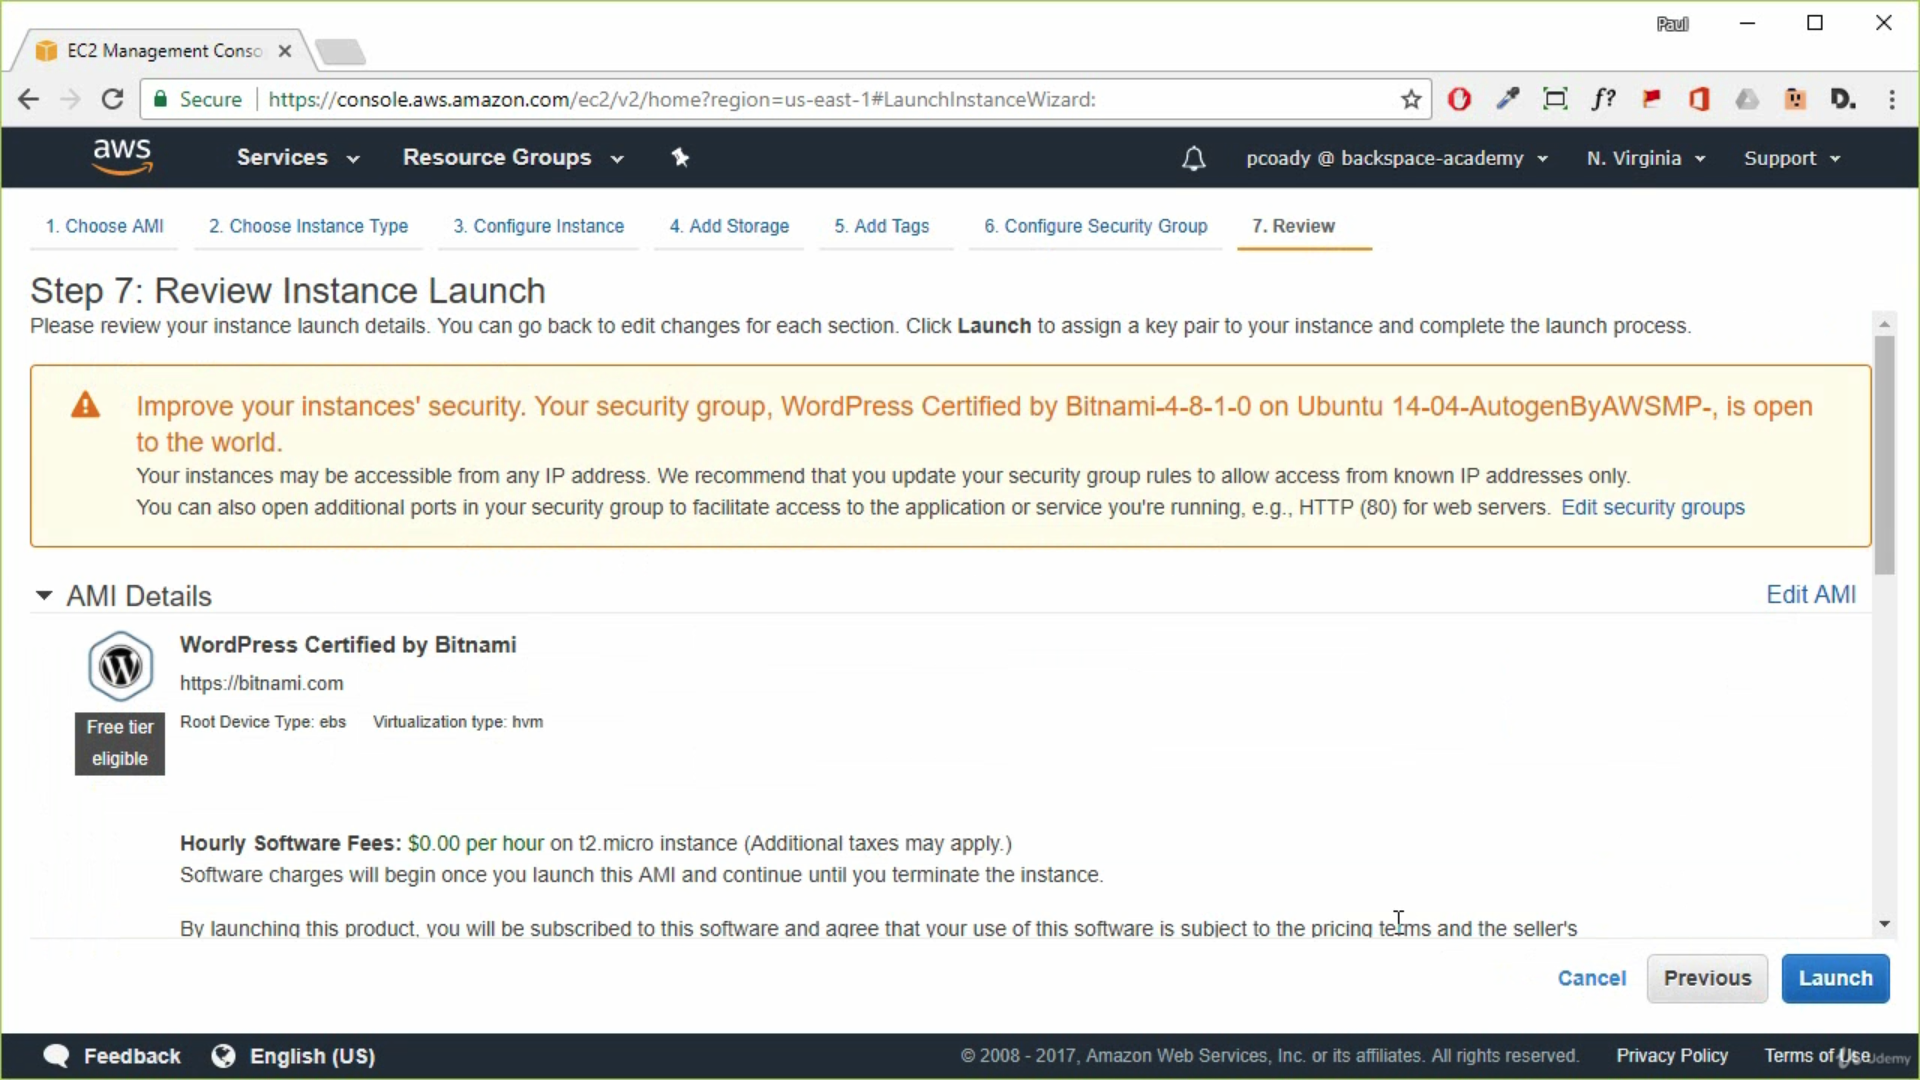 Paul
EC2 Management Conso
Secure
https://console.aws.amazon.com/ec2/v2/home?region=us-east-1#LaunchInstanceWizard:
f?
D.
aws
Services
Resource Groups
pcoady @ backspace-academy
N. Virginia
Support
1. Choose AMI
2. Choose Instance Type
3. Configure Instance
4. Add Storage
5. Add Tags
6. Configure Security Group
7. Review
Step 7: Review Instance Launch
Please review your instance launch details. You can go back to edit changes for each section. Click Launch to assign a key pair to your instance and complete the launch process.
Improve your instances' security. Your security group, WordPress Certified by Bitnami-4-8-1-0 on Ubuntu 14-04-AutogenByAWSMP-, is open
to the world.
Your instances may be accessible from any IP address. We recommend that you update your security group rules to allow access from known IP addresses only.
You can also open additional ports in your security group to facilitate access to the application or service you're running, e.g., HTTP (80) for web servers. Edit security groups
AMI Details
Edit AMI
WordPress Certified by Bitnami
https://bitnami.com
Free tier
eligible
Root Device Type: ebs
Virtualization type: hvm
Hourly Software Fees: $0.00 per hour on t2.micro instance (Additional taxes may apply.)
Software charges will begin once you launch this AMI and continue until you terminate the instance.
By launching this product, you will be subscribed to this software and agree that your use of this software is subject to the pricing terms and the seller's
Cancel
Previous
Launch
Feedback
English (US)
© 2008 - 2017, Amazon Web Services, Inc. or its affiliates. All rights reserved.
Privacy Policy
Terms of Use
Udemy